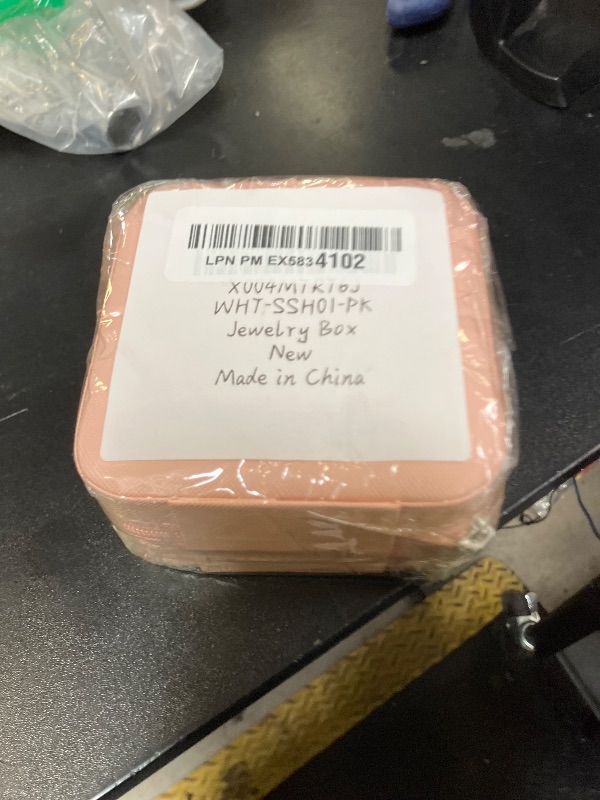 LPN PM EX5834102
WHT-SSH01-PK
Jewelry Box
New
Made in China